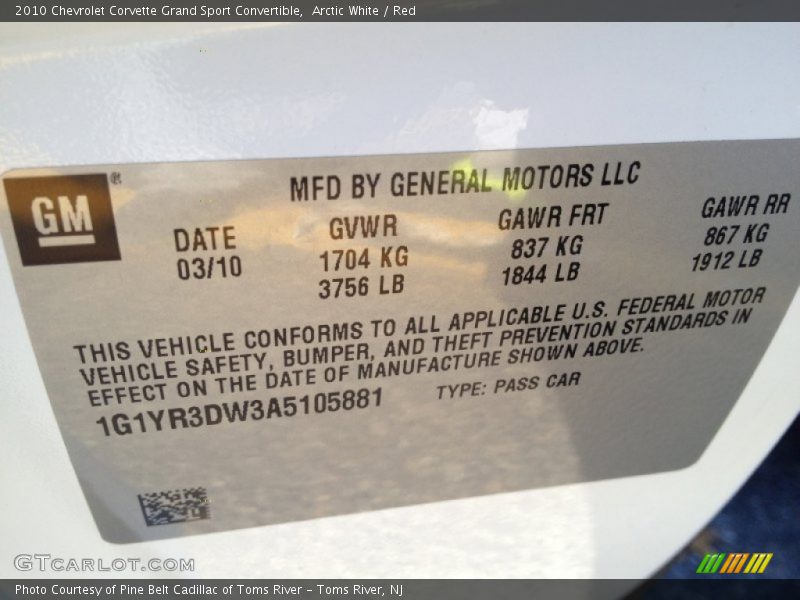 2010 Chevrolet Corvette Grand Sport Convertible, Arctic White / Red
GM ®
MFD BY GENERAL MOTORS LLC
DATE GVWR GAWR FRT GAWR RR
03/10 1704 KG 837 KG 867 KG
3756 LB 1844 LB 1912 LB
THIS VEHICLE CONFORMS TO ALL APPLICABLE U.S. FEDERAL MOTOR
VEHICLE SAFETY, BUMPER, AND THEFT PREVENTION STANDARDS IN
EFFECT ON THE DATE OF MANUFACTURE SHOWN ABOVE.
1G1YR3DW3A5105881 TYPE: PASS CAR
GTCARLOT.COM
Photo Courtesy of Pine Belt Cadillac of Toms River – Toms River, NJ